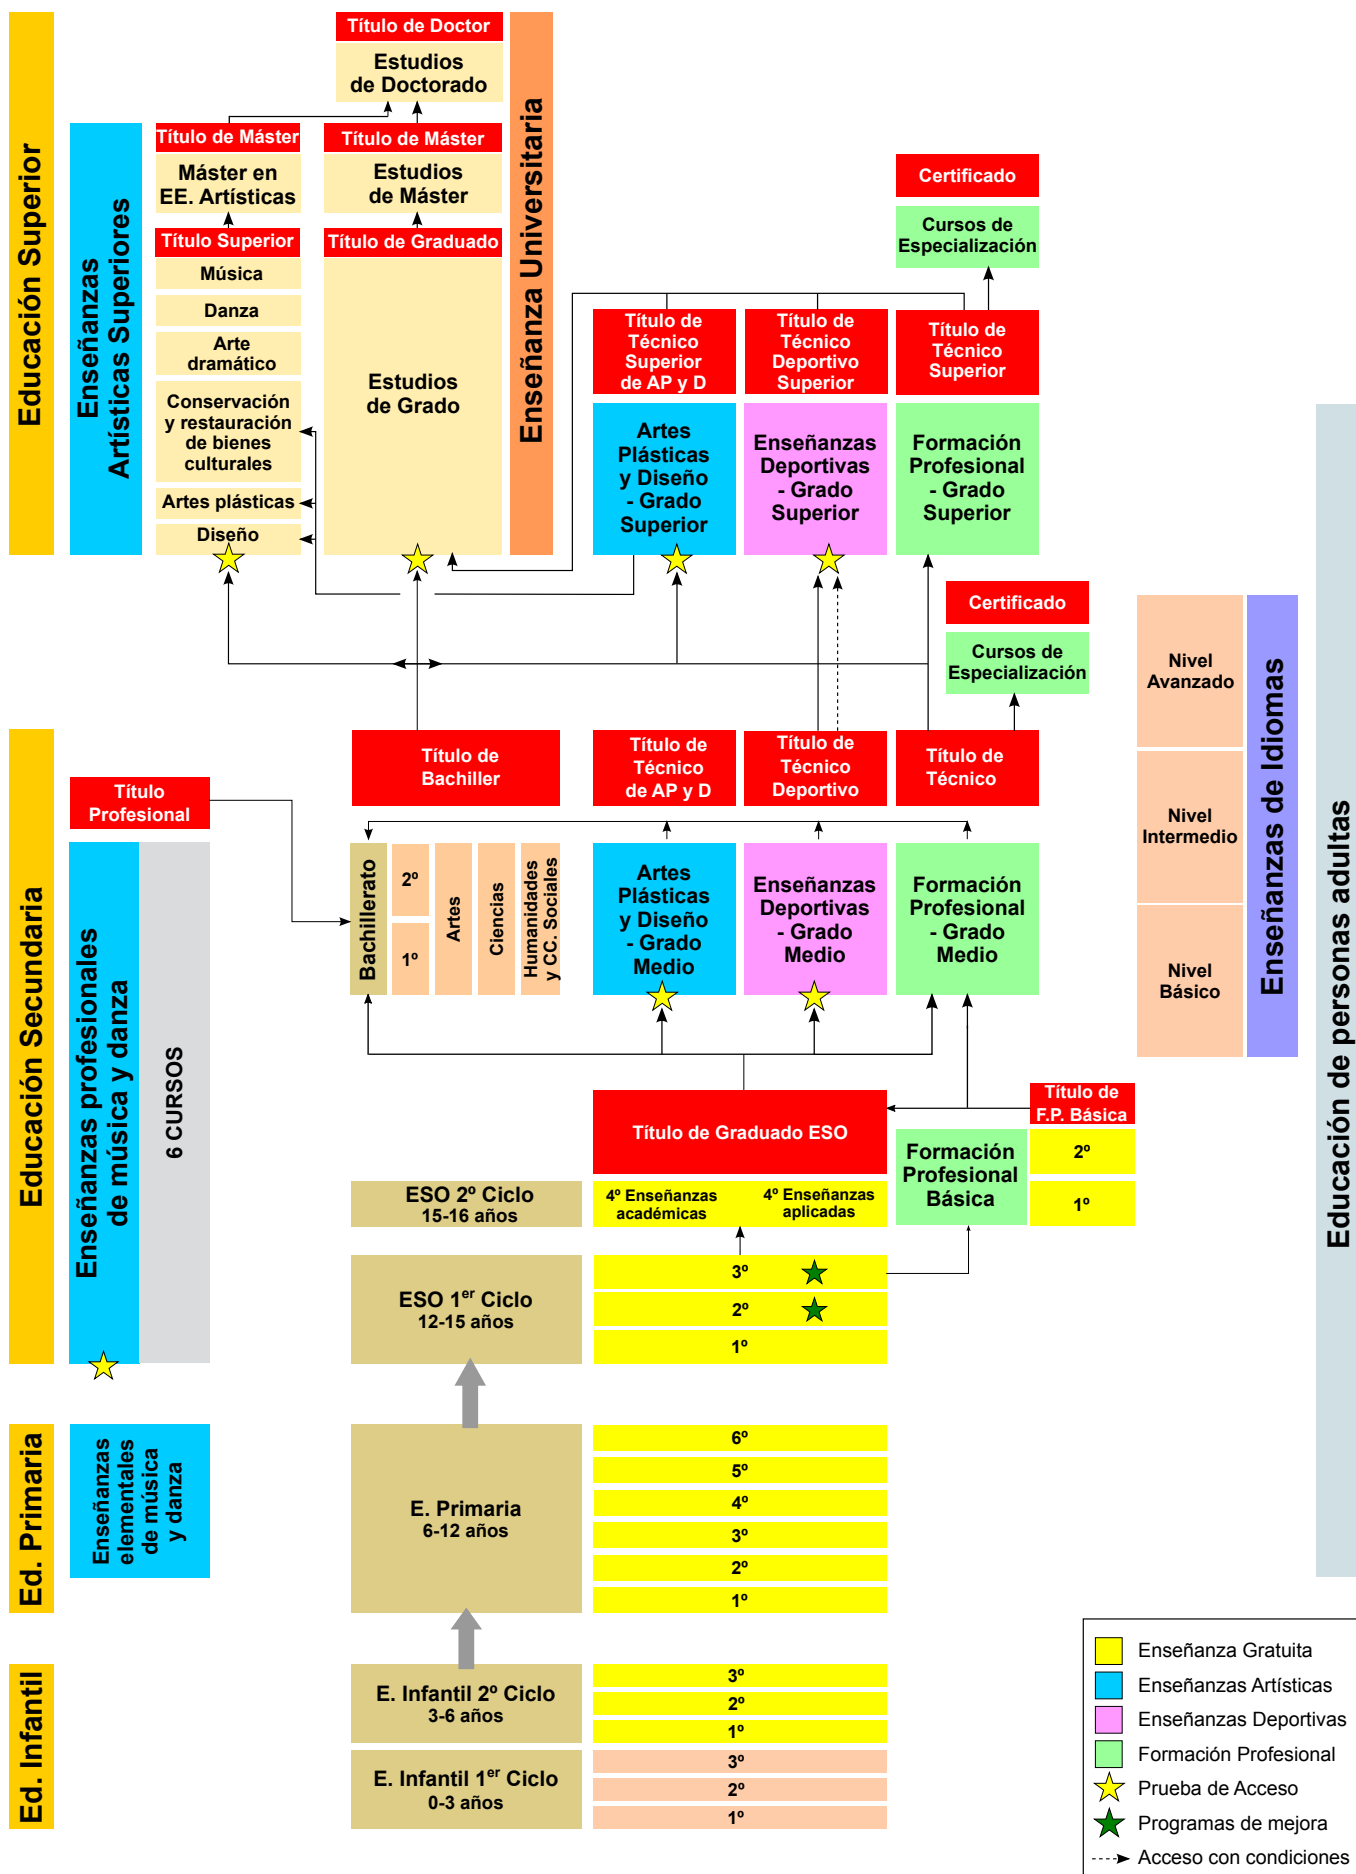 Educación Superior
Enseñanzas
Artísticas Superiores
Título de Doctor
Estudios
de Doctorado
Título de Máster
Máster en
EE. Artísticas
Título Superior
Música
Danza
Arte
dramático
Conservación
y restauración
de bienes
culturales
Artes plásticas
Diseño
Título de Máster
Estudios
de Máster
Título de Graduado
Estudios
de Grado
Enseñanza Universitaria
Certificado
Cursos de
Especialización
Título de
Técnico
Superior
de AP y D
Título de
Técnico
Deportivo
Superior
Título de
Técnico
Superior
Artes
Plásticas
y Diseño
- Grado
Superior
Enseñanzas
Deportivas
- Grado
Superior
Formación
Profesional
- Grado
Superior
Certificado
Cursos de
Especialización
Educación Secundaria
Título
Profesional
Enseñanzas profesionales
de música y danza
6 CURSOS
Título de
Bachiller
Título de
Técnico
de AP y D
Título de
Técnico
Deportivo
Título de
Técnico
Bachillerato
2º
1º
Artes
Ciencias
Humanidades
y CC. Sociales
Artes
Plásticas
y Diseño
- Grado
Medio
Enseñanzas
Deportivas
- Grado
Medio
Formación
Profesional
- Grado
Medio
Nivel
Avanzado
Nivel
Intermedio
Nivel
Básico
Enseñanzas de Idiomas
Educación de personas adultas
Título de Graduado ESO
Título de
F.P. Básica
Formación
Profesional
Básica
2º
1º
ESO 2º Ciclo
15-16 años
4º Enseñanzas
académicas
4º Enseñanzas
aplicadas
ESO 1er Ciclo
12-15 años
3º
2º
1º
Ed. Primaria
Enseñanzas
elementales
de música
y danza
E. Primaria
6-12 años
6º
5º
4º
3º
2º
1º
Ed. Infantil
E. Infantil 2º Ciclo
3-6 años
3º
2º
1º
E. Infantil 1er Ciclo
0-3 años
3º
2º
1º
Enseñanza Gratuita
Enseñanzas Artísticas
Enseñanzas Deportivas
Formación Profesional
Prueba de Acceso
Programas de mejora
Acceso con condiciones